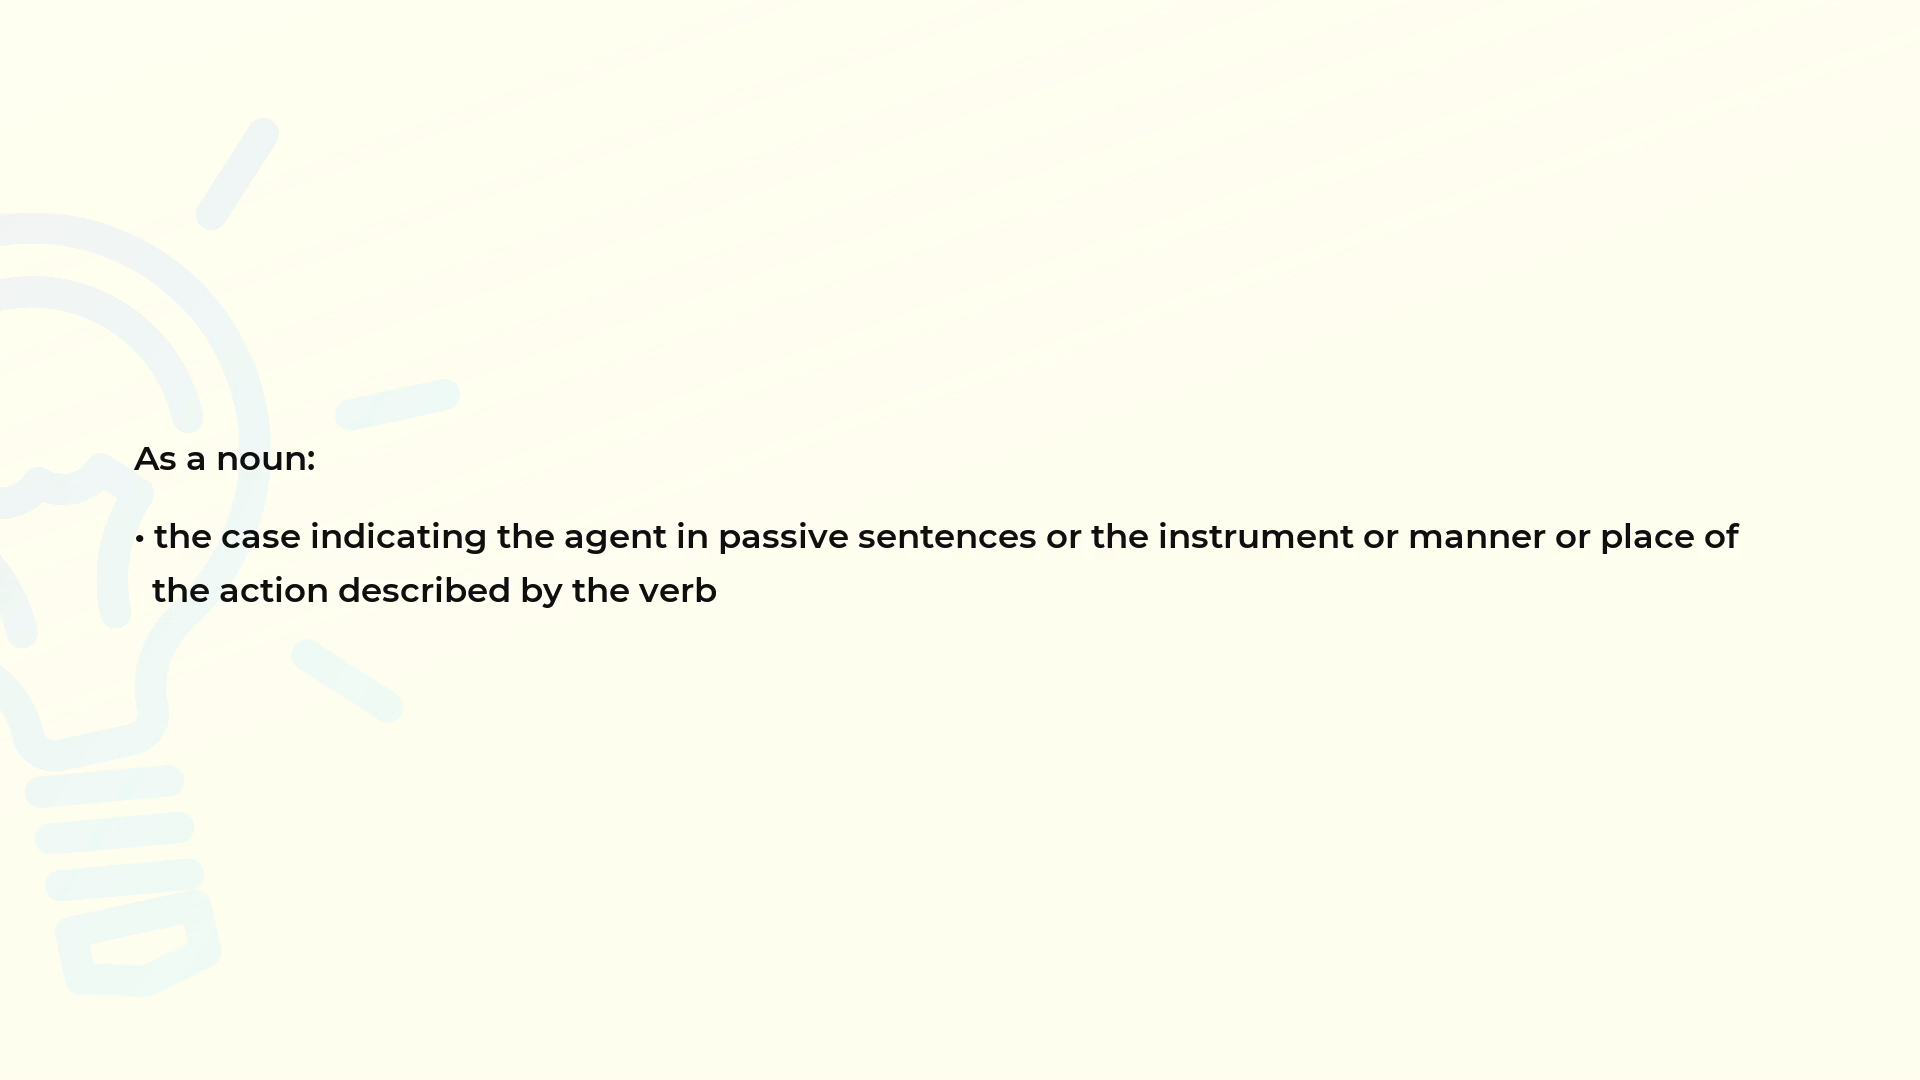 As a noun:
• the case indicating the agent in passive sentences or the instrument or manner or place of
the action described by the verb